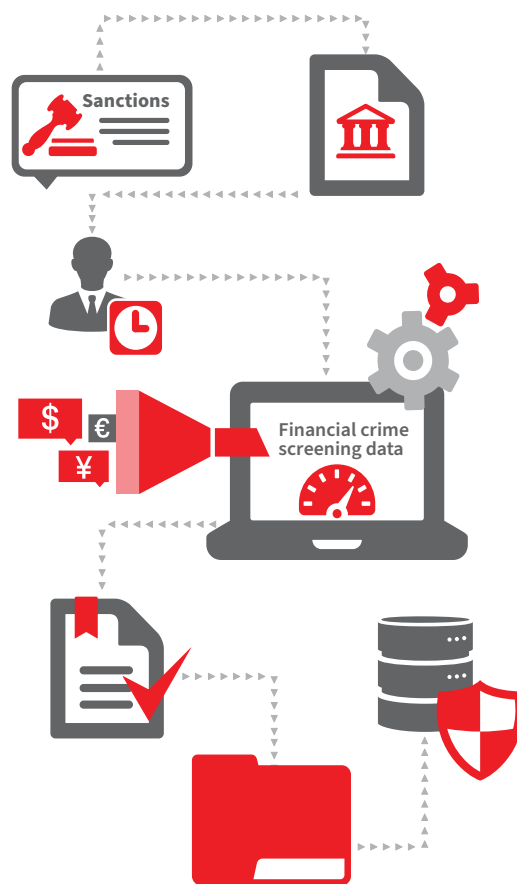 Sanctions
$
€
¥
Financial crime
screening data